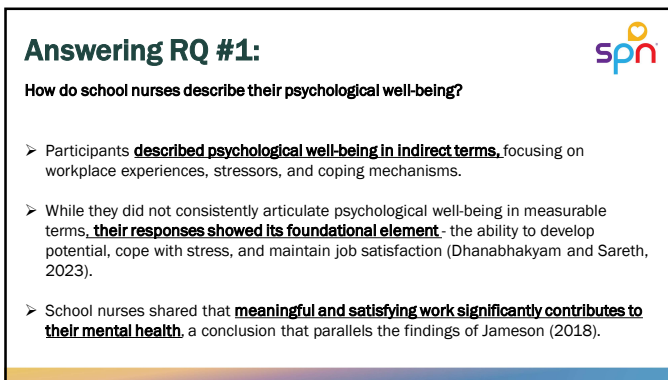 Answering RQ #1:
spn
How do school nurses describe their psychological well-being?
➢ Participants described psychological well-being in indirect terms, focusing on
workplace experiences, stressors, and coping mechanisms.
➢ While they did not consistently articulate psychological well-being in measurable
terms, their responses showed its foundational element - the ability to develop
potential, cope with stress, and maintain job satisfaction (Dhanabhakyam and Sareth,
2023).
➢ School nurses shared that meaningful and satisfying work significantly contributes to
their mental health, a conclusion that parallels the findings of Jameson (2018).